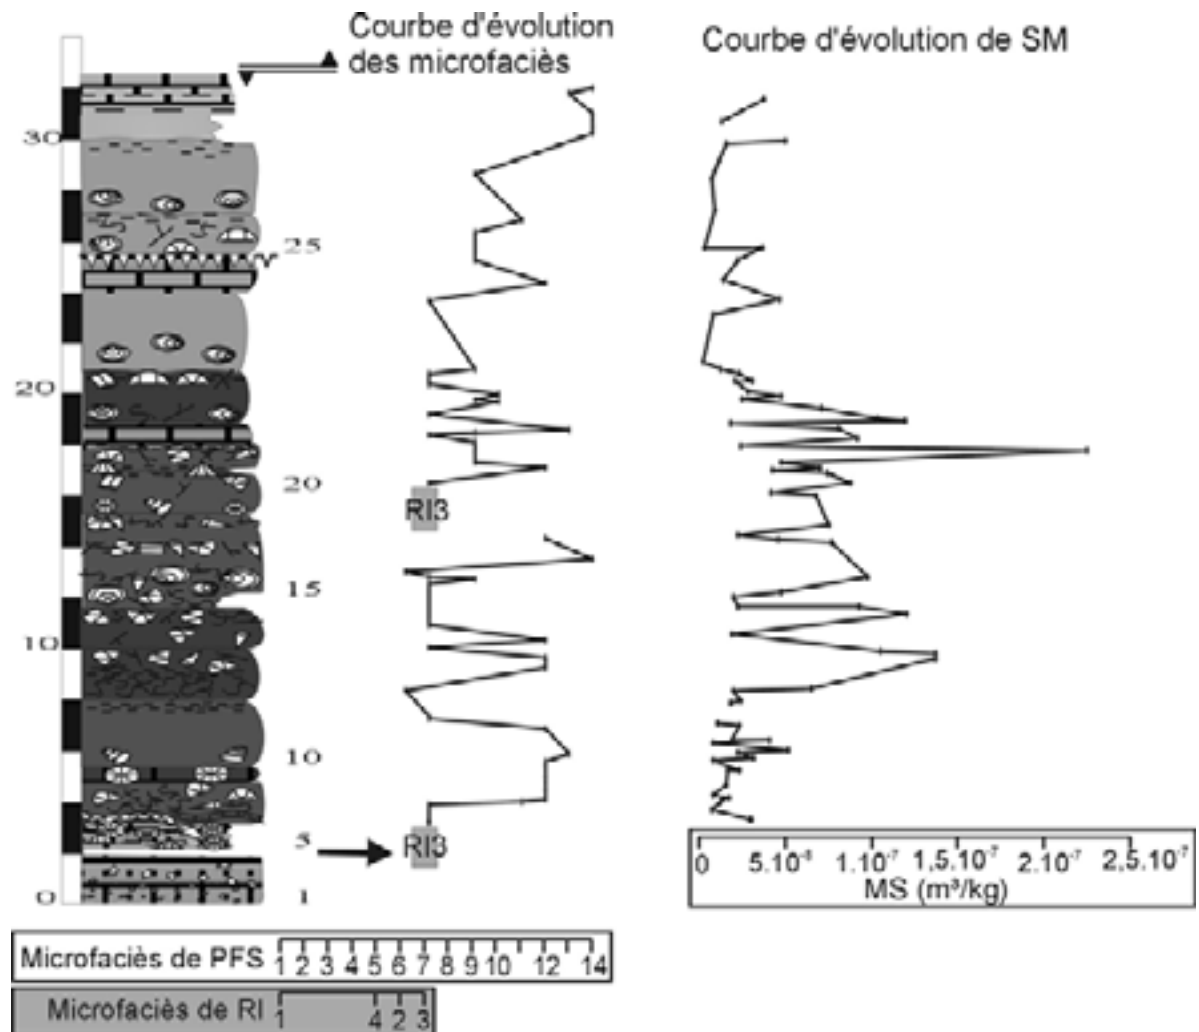 Courbe d'évolution
des microfaciès
Courbe d'évolution de SM
30
25
20
20
RI3
15
10
10
RI3
5
0
1
0 5.10⁻⁸ 1.10⁻⁷ 1,5.10⁻⁷ 2.10⁻⁷ 2,5.10⁻⁷
MS (m³/kg)
Microfaciès de PFS 1 2 3 4 5 6 7 8 9 10 12 14
Microfaciès de RI 1 4 2 3